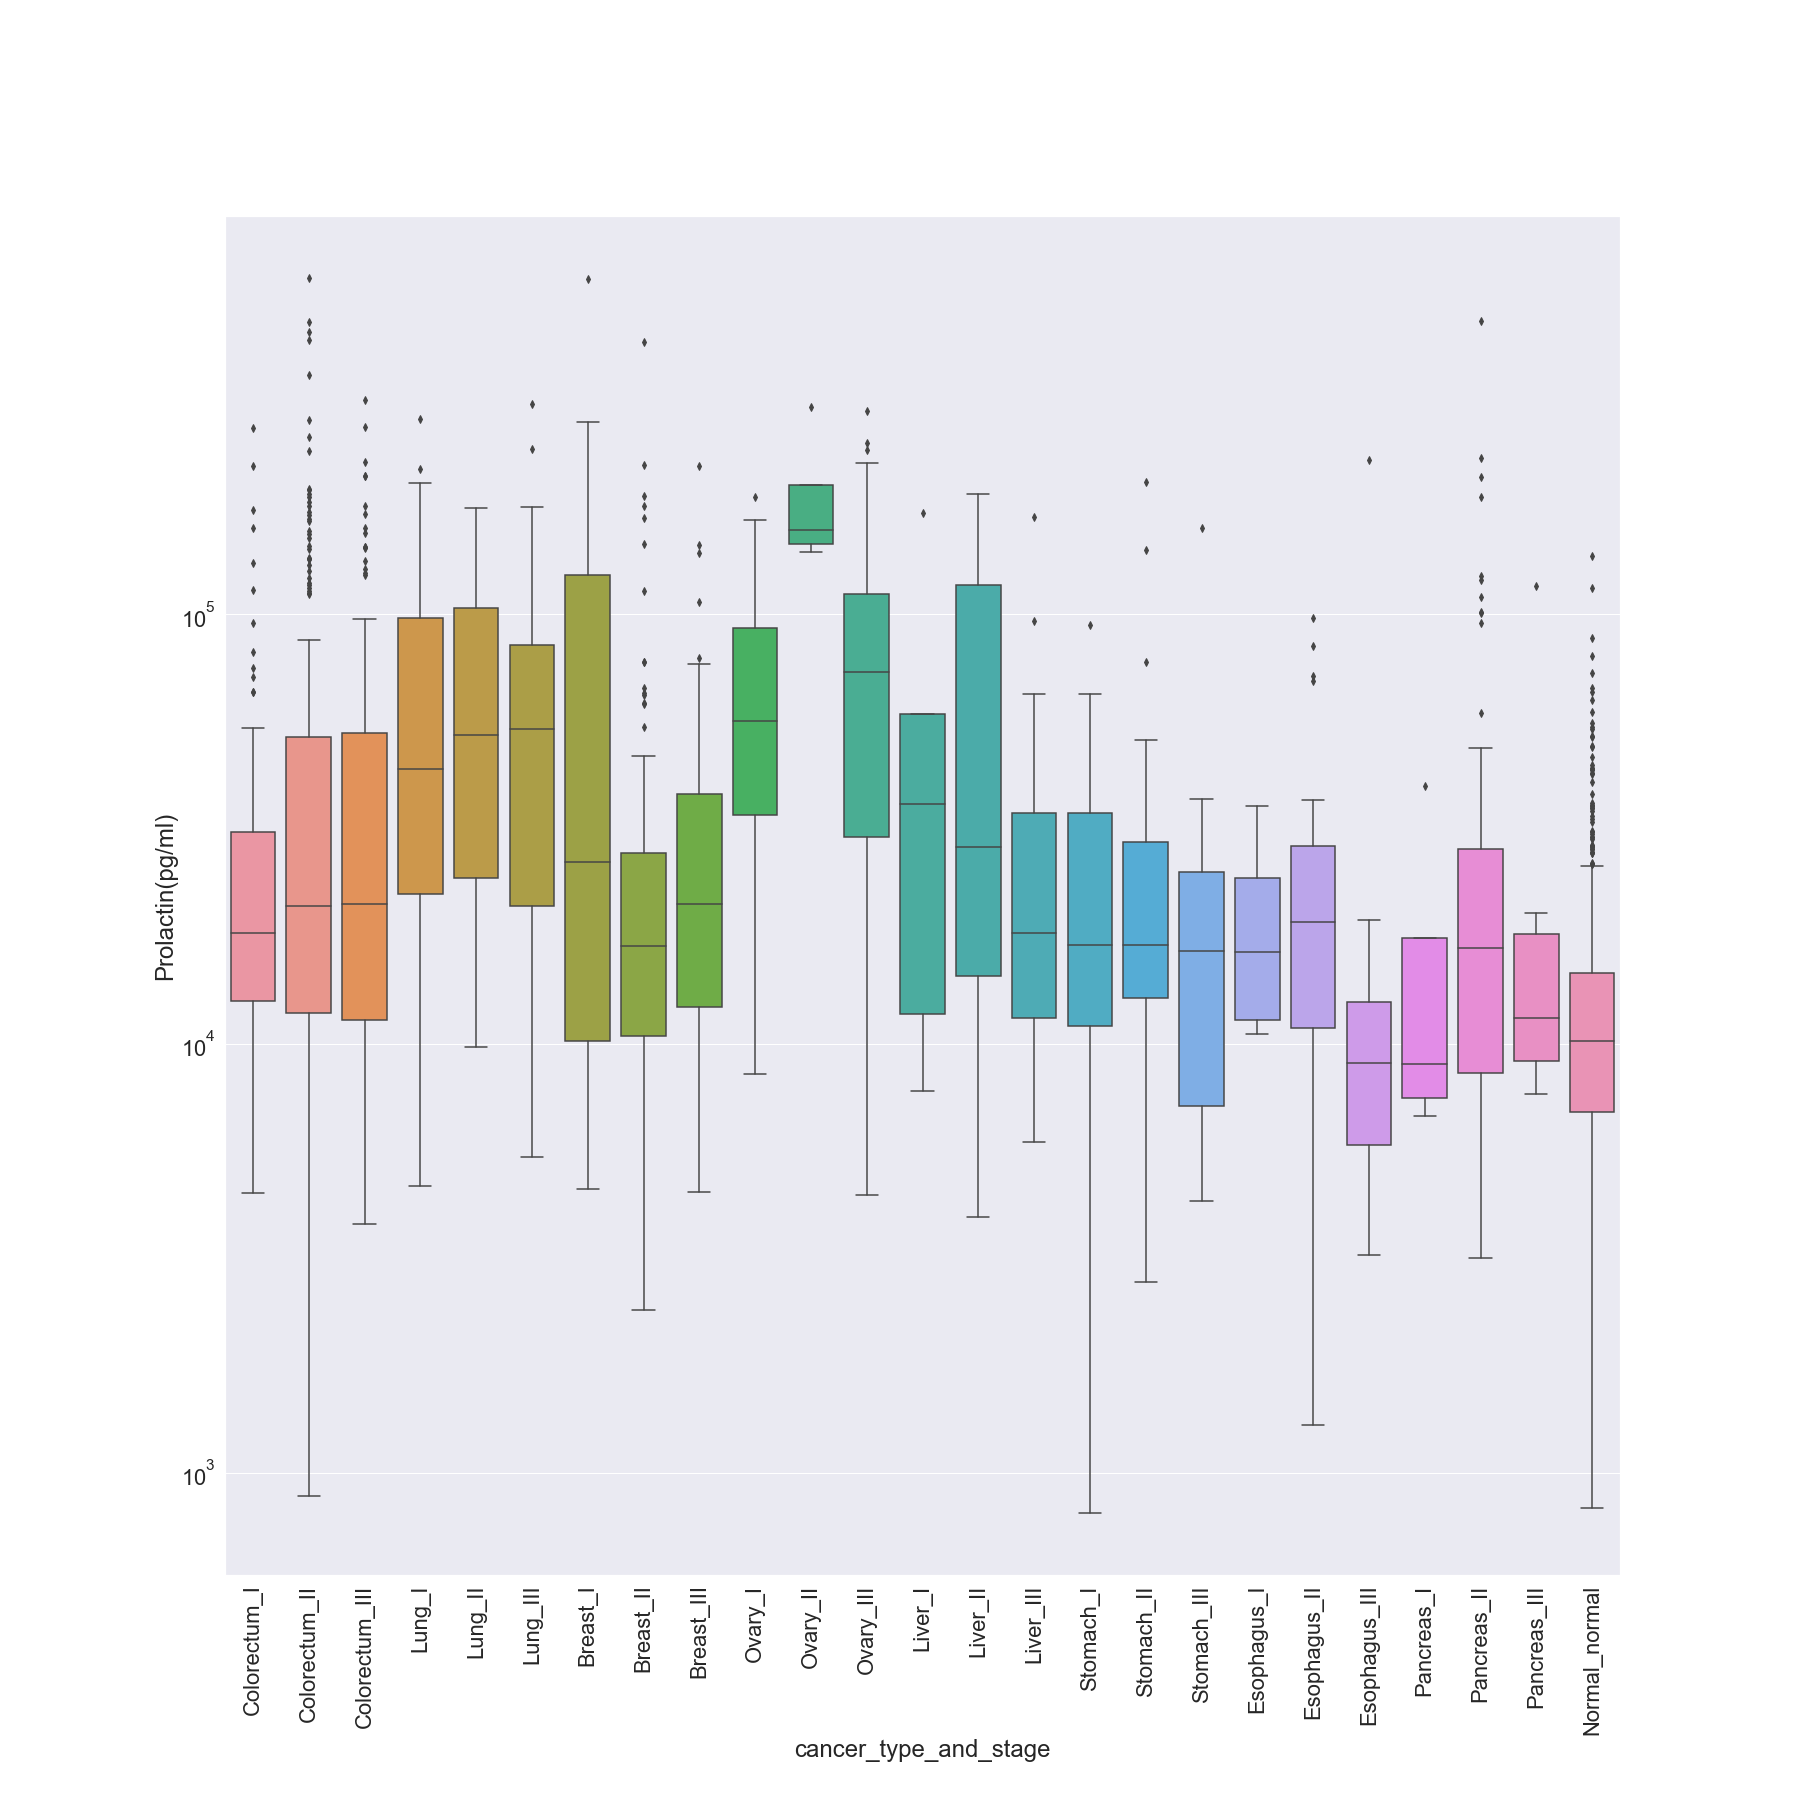 Prolactin(pg/ml)
10^5
10^4
10^3
Colorectum_I
Colorectum_II
Colorectum_III
Lung_I
Lung_II
Lung_III
Breast_I
Breast_II
Breast_III
Ovary_I
Ovary_II
Ovary_III
Liver_I
Liver_II
Liver_III
Stomach_I
Stomach_II
Stomach_III
Esophagus_I
Esophagus_II
Esophagus_III
Pancreas_I
Pancreas_II
Pancreas_III
Normal_normal
cancer_type_and_stage